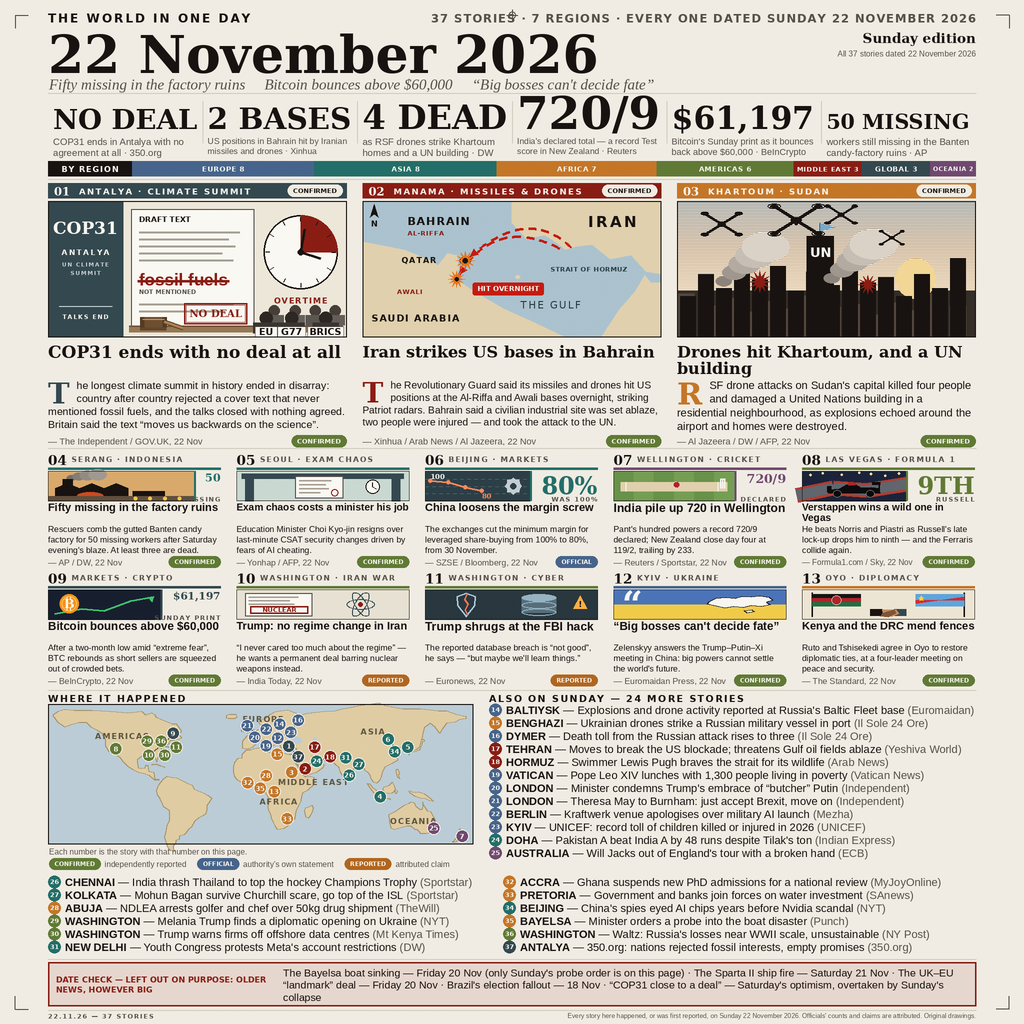 THE WORLD IN ONE DAY
37 STORIES · 7 REGIONS · EVERY ONE DATED SUNDAY 22 NOVEMBER 2026
22 November 2026
Sunday edition
All 37 stories dated 22 November 2026
Fifty missing in the factory ruins Bitcoin bounces above $60,000 “Big bosses can't decide fate”
NO DEAL
COP31 ends in Antalya with no
agreement at all · 350.org
2 BASES
US positions in Bahrain hit by Iranian
missiles and drones · Xinhua
4 DEAD
as RSF drones strike Khartoum
homes and a UN building · DW
720/9
India's declared total — a record Test
score in New Zealand · Reuters
$61,197
Bitcoin's Sunday print as it bounces
back above $60,000 · BeInCrypto
50 MISSING
workers still missing in the Banten
candy-factory ruins · AP
BY REGION
EUROPE 8
ASIA 8
AFRICA 7
AMERICAS 6
MIDDLE EAST 3
GLOBAL 3
OCEANIA 2
01 ANTALYA · CLIMATE SUMMIT CONFIRMED
COP31
ANTALYA
UN CLIMATE
SUMMIT
TALKS END
DRAFT TEXT
fossil fuels
NOT MENTIONED
NO DEAL
OVERTIME
EU G77 BRICS
COP31 ends with no deal at all
The longest climate summit in history ended in disarray:
country after country rejected a cover text that never
mentioned fossil fuels, and the talks closed with nothing agreed.
Britain said the text “moves us backwards on the science”.
— The Independent / GOV.UK, 22 Nov CONFIRMED
02 MANAMA · MISSILES & DRONES CONFIRMED
N
BAHRAIN
AL-RIFFA
IRAN
QATAR
STRAIT OF HORMUZ
AWALI
HIT OVERNIGHT
THE GULF
SAUDI ARABIA
Iran strikes US bases in Bahrain
The Revolutionary Guard said its missiles and drones hit US
positions at the Al-Riffa and Awali bases overnight, striking
Patriot radars. Bahrain said a civilian industrial site was set ablaze,
two people were injured — and took the attack to the UN.
— Xinhua / Arab News / Al Jazeera, 22 Nov CONFIRMED
03 KHARTOUM · SUDAN CONFIRMED
UN
Drones hit Khartoum, and a UN
building
RSF drone attacks on Sudan's capital killed four people
and damaged a United Nations building in a
residential neighbourhood, as explosions echoed around the
airport and homes were destroyed.
— Al Jazeera / DW / AFP, 22 Nov CONFIRMED
04 SERANG · INDONESIA
50
SSING
Fifty missing in the factory ruins
Rescuers comb the gutted Banten candy
factory for 50 missing workers after Saturday
evening's blaze. At least three are dead.
— AP / DW, 22 Nov CONFIRMED
05 SEOUL · EXAM CHAOS
Exam chaos costs a minister his job
Education Minister Choi Kyo-jin resigns over
last-minute CSAT security changes driven by
fears of AI cheating.
— Yonhap / AFP, 22 Nov CONFIRMED
06 BEIJING · MARKETS
100
80
80%
WAS 100%
China loosens the margin screw
The exchanges cut the minimum margin for
leveraged share-buying from 100% to 80%,
from 30 November.
— SZSE / Bloomberg, 22 Nov OFFICIAL
07 WELLINGTON · CRICKET
720/9
DECLARED
India pile up 720 in Wellington
Pant's hundred powers a record 720/9
declared; New Zealand close day four at
119/2, trailing by 233.
— Reuters / Sportstar, 22 Nov CONFIRMED
08 LAS VEGAS · FORMULA 1
9TH
RUSSELL
Verstappen wins a wild one in
Vegas
He beats Norris and Piastri as Russell's late
lock-up drops him to ninth — and the Ferraris
collide again.
— Formula1.com / Sky, 22 Nov CONFIRMED
09 MARKETS · CRYPTO
₿
$61,197
UNDAY PRINT
Bitcoin bounces above $60,000
After a two-month low amid “extreme fear”,
BTC rebounds as short sellers are squeezed
out of crowded bets.
— BeInCrypto, 22 Nov CONFIRMED
10 WASHINGTON · IRAN WAR
NUCLEAR
Trump: no regime change in Iran
“I never cared too much about the regime” —
he wants a permanent deal barring nuclear
weapons instead.
— India Today, 22 Nov REPORTED
11 WASHINGTON · CYBER
!
Trump shrugs at the FBI hack
The reported database breach is “not good”,
he says — “but maybe we'll learn things.”
— Euronews, 22 Nov REPORTED
12 KYIV · UKRAINE
“
“Big bosses can't decide fate”
Zelenskyy answers the Trump–Putin–Xi
meeting in China: big powers cannot settle
the world's future.
— Euromaidan Press, 22 Nov CONFIRMED
13 OYO · DIPLOMACY
Kenya and the DRC mend fences
Ruto and Tshisekedi agree in Oyo to restore
diplomatic ties, at a four-leader meeting on
peace and security.
— The Standard, 22 Nov CONFIRMED
WHERE IT HAPPENED
AMERICAS
EUROPE
ASIA
MIDDLE EAST
AFRICA
OCEANIA
Each number is the story with that number on this page.
CONFIRMED independently reported OFFICIAL authority's own statement REPORTED attributed claim
ALSO ON SUNDAY — 24 MORE STORIES
14 BALTIYSK — Explosions and drone activity reported at Russia's Baltic Fleet base (Euromaidan)
15 BENGHAZI — Ukrainian drones strike a Russian military vessel in port (Il Sole 24 Ore)
16 DYMER — Death toll from the Russian attack rises to three (Il Sole 24 Ore)
17 TEHRAN — Moves to break the US blockade; threatens Gulf oil fields ablaze (Yeshiva World)
18 HORMUZ — Swimmer Lewis Pugh braves the strait for its wildlife (Arab News)
19 VATICAN — Pope Leo XIV lunches with 1,300 people living in poverty (Vatican News)
20 LONDON — Minister condemns Trump's embrace of “butcher” Putin (Independent)
21 LONDON — Theresa May to Burnham: just accept Brexit, move on (Independent)
22 BERLIN — Kraftwerk venue apologises over military AI launch (Mezha)
23 KYIV — UNICEF: record toll of children killed or injured in 2026 (UNICEF)
24 DOHA — Pakistan A beat India A by 48 runs despite Tilak's ton (Indian Express)
25 AUSTRALIA — Will Jacks out of England's tour with a broken hand (ECB)
26 CHENNAI — India thrash Thailand to top the hockey Champions Trophy (Sportstar)
27 KOLKATA — Mohun Bagan survive Churchill scare, go top of the ISL (Sportstar)
28 ABUJA — NDLEA arrests golfer and chef over 50kg drug shipment (TheWill)
29 WASHINGTON — Melania Trump finds a diplomatic opening on Ukraine (NYT)
30 WASHINGTON — Trump warns firms off offshore data centres (Mt Kenya Times)
31 NEW DELHI — Youth Congress protests Meta's account restrictions (DW)
32 ACCRA — Ghana suspends new PhD admissions for a national review (MyJoyOnline)
33 PRETORIA — Government and banks join forces on water investment (SAnews)
34 BEIJING — China's spies eyed AI chips years before Nvidia scandal (NYT)
35 BAYELSA — Minister orders a probe into the boat disaster (Punch)
36 WASHINGTON — Waltz: Russia's losses near WWII scale, unsustainable (NY Post)
37 ANTALYA — 350.org: nations rejected fossil interests, empty promises (350.org)
DATE CHECK — LEFT OUT ON PURPOSE: OLDER
NEWS, HOWEVER BIG
The Bayelsa boat sinking — Friday 20 Nov (only Sunday's probe order is on this page) · The Sparta II ship fire — Saturday 21 Nov · The UK–EU
“landmark” deal — Friday 20 Nov · Brazil's election fallout — 18 Nov · “COP31 close to a deal” — Saturday's optimism, overtaken by Sunday's
collapse
22.11.26 — 37 STORIES
Every story here happened, or was first reported, on Sunday 22 November 2026. Officials' counts and claims are attributed. Original drawings.